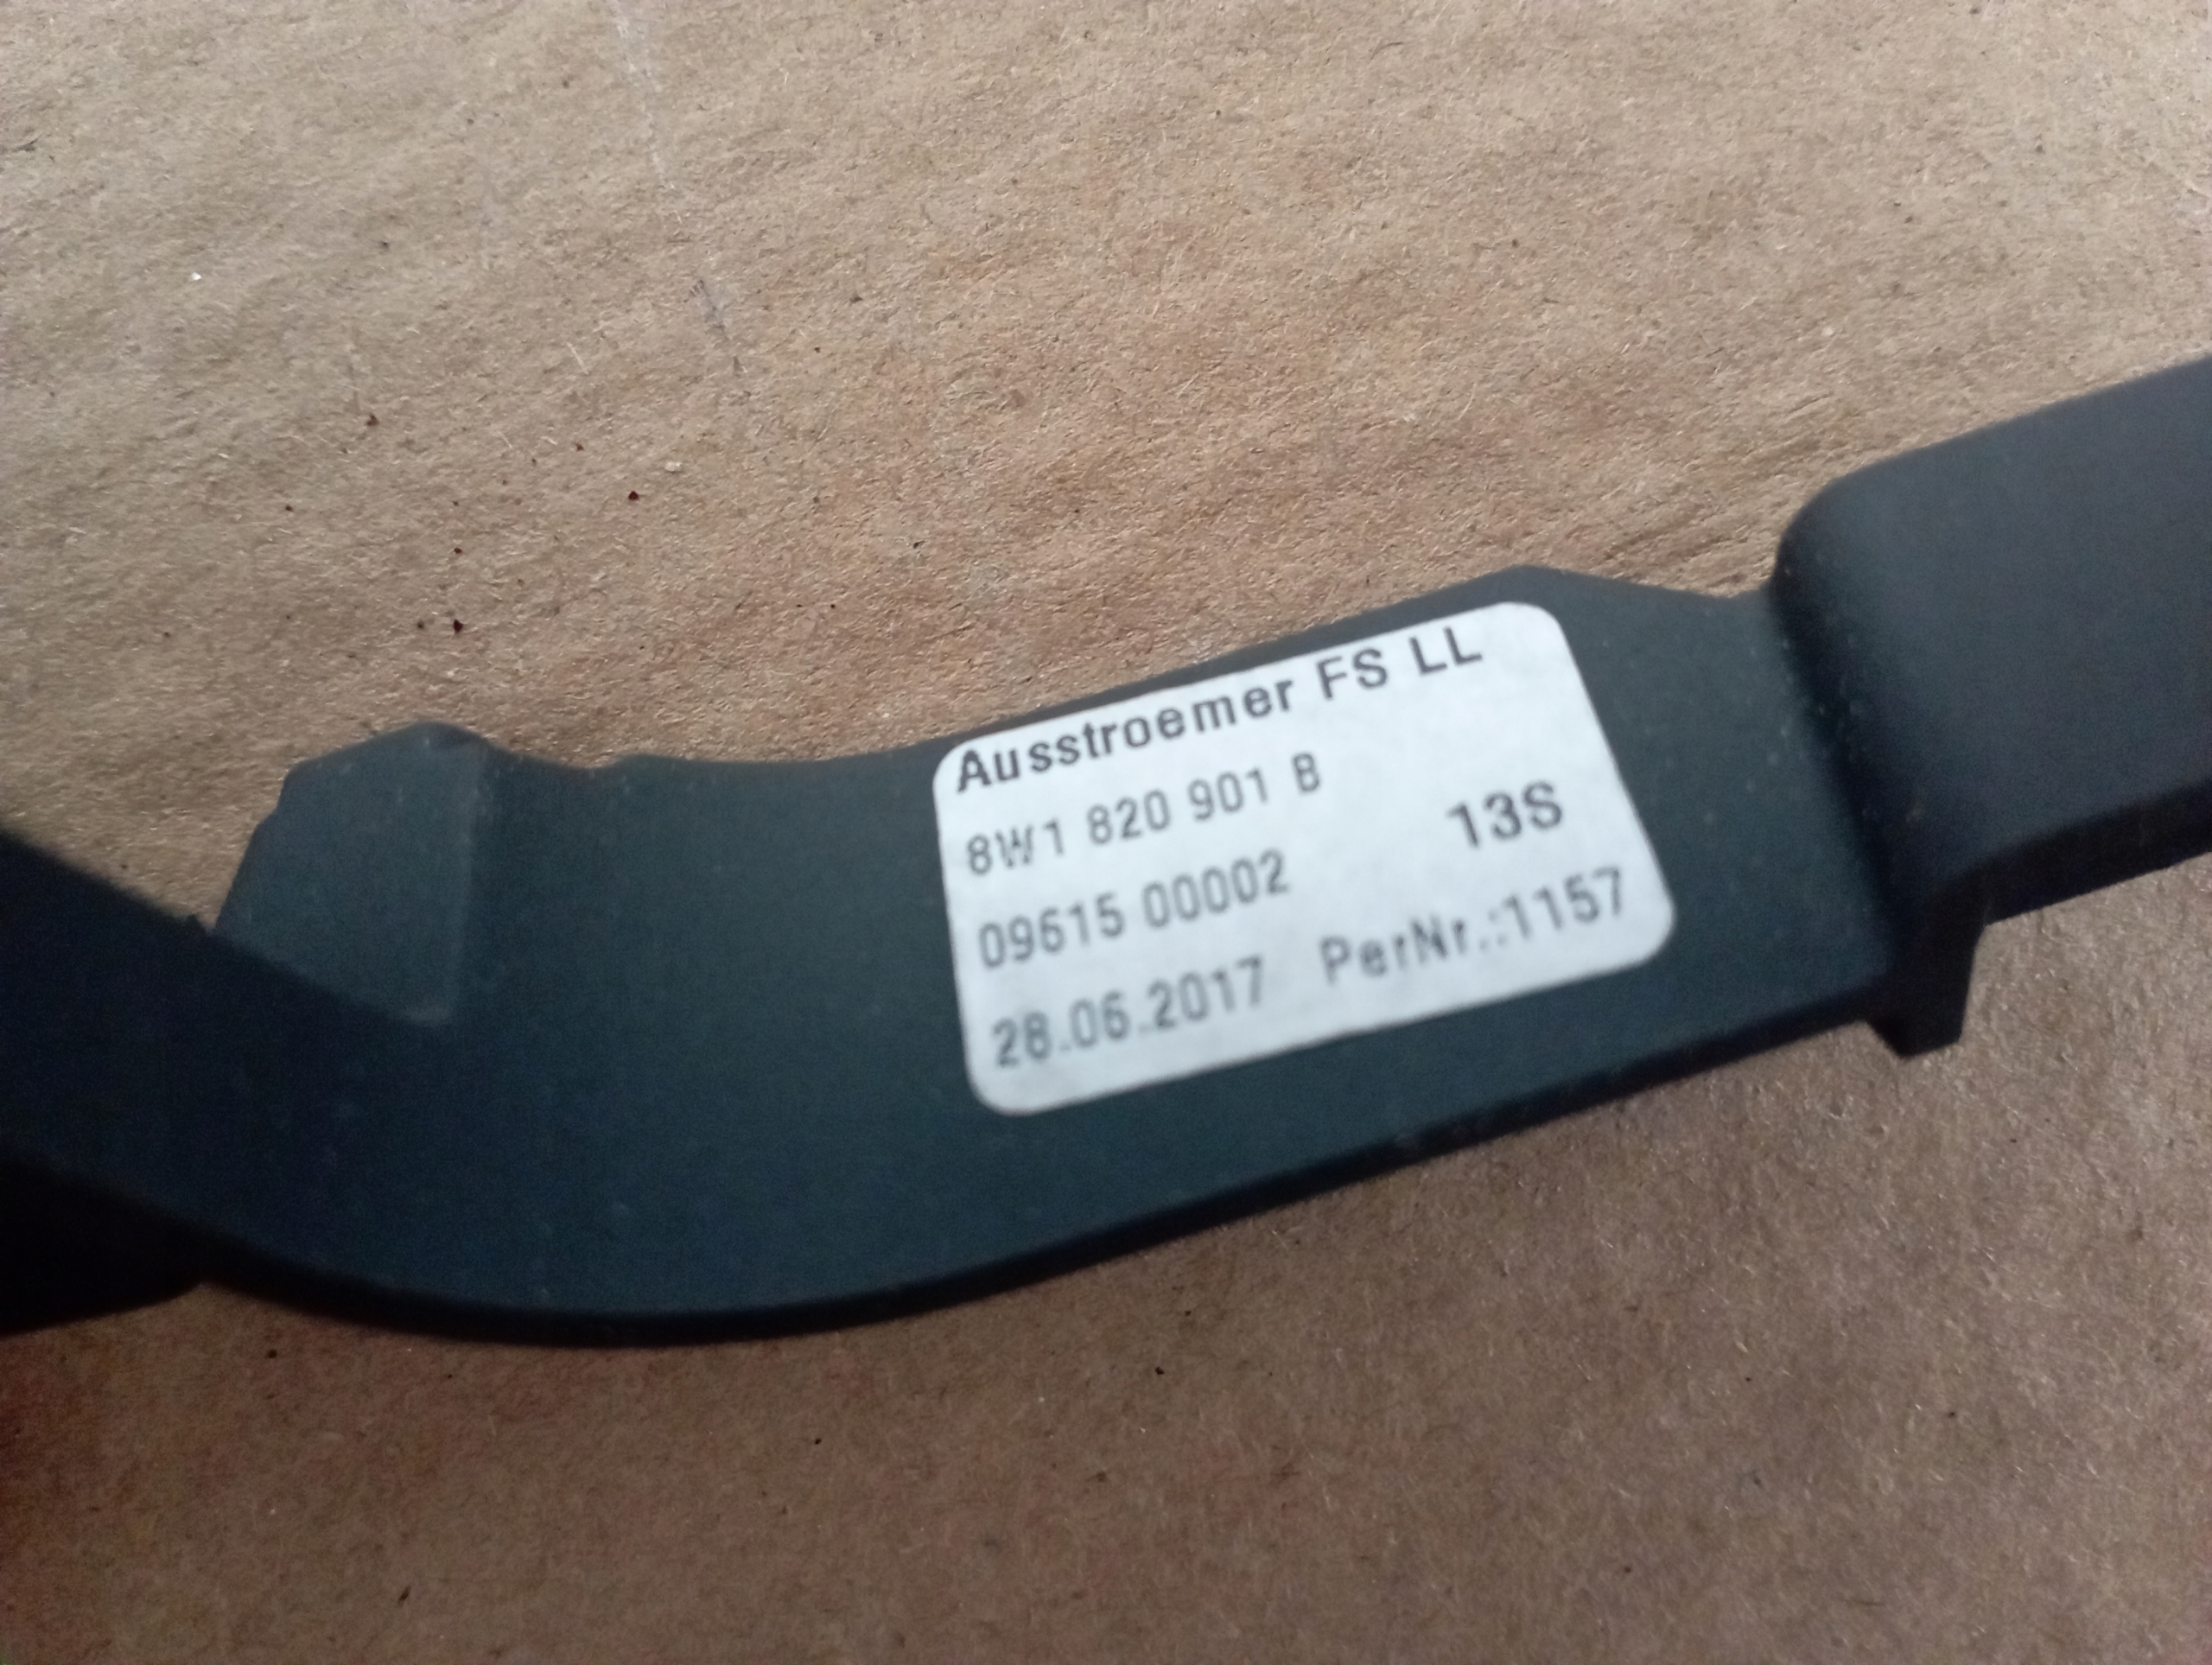 Ausstroemer FS LL
8W1 820 901 B
13S
09615 00002
28.06.2017 PerNr.:1157